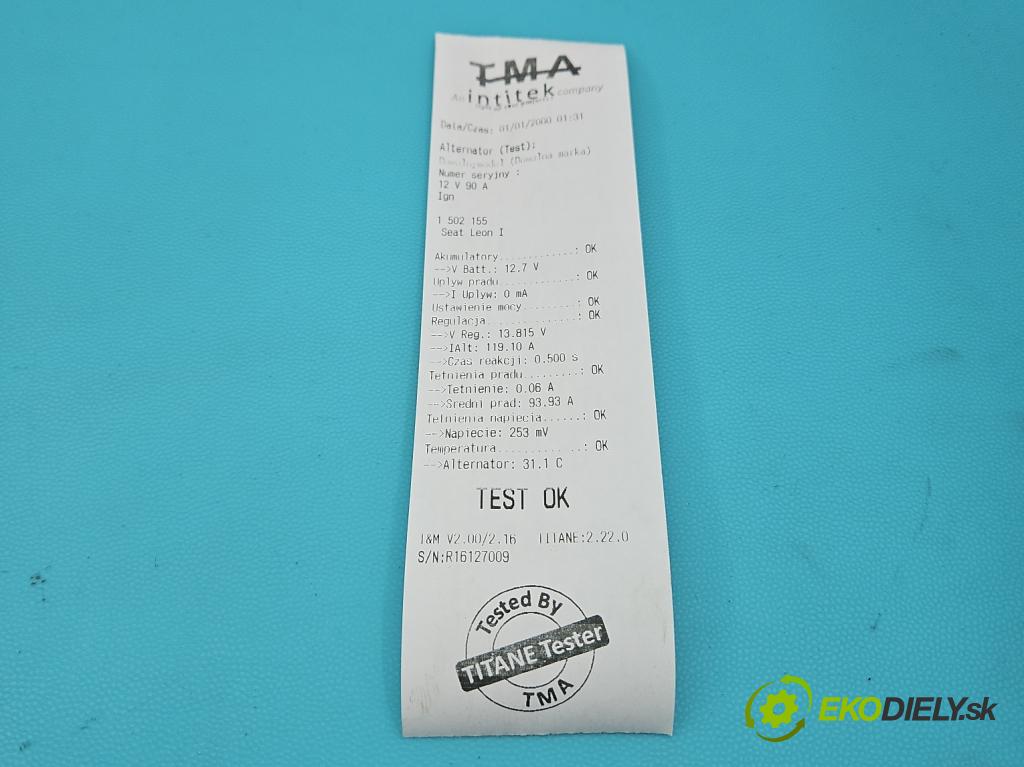 TMA
An intitek company
Data/Czas: 01/01/2000 01:31
Alternator (Test):
(Dowolna marka)
Numer seryjny :
12 V 90 A
Ign
1 502 155
Seat Leon I
Akumulatory............: OK
-->V Batt.: 12.7 V
Uplyw pradu............: OK
-->I Uplyw: 0 mA
Ustawienie mocy........: OK
Regulacja..............: OK
-->V Reg.: 13.815 V
-->IAlt: 119.10 A
-->Czas reakcji: 0.500 s
Tetnienia pradu........: OK
-->Tetnienie: 0.06 A
-->Sredni prad: 93.93 A
Tetnienia napiecia.....: OK
-->Napiecie: 253 mV
Temperatura.......... ..: OK
-->Alternator: 31.1 C
TEST OK
I&M V2.00/2.16 TITANE:2.22.0
S/N:R16127009
Tested By
TITANE Tester
TMA
EKODIELY.sk